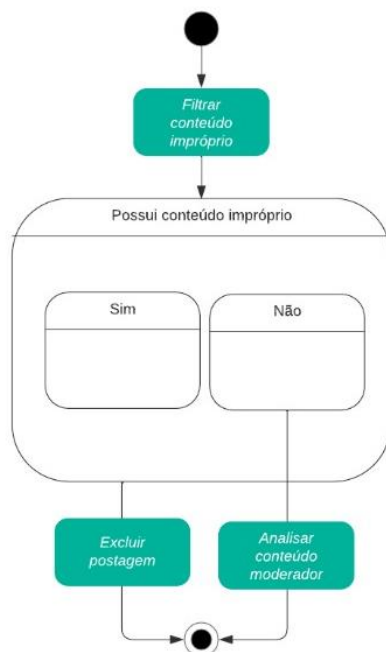 Filtrar
conteúdo
impróprio
Possui conteúdo impróprio
Sim
Não
Excluir
postagem
Analisar
conteúdo
moderador